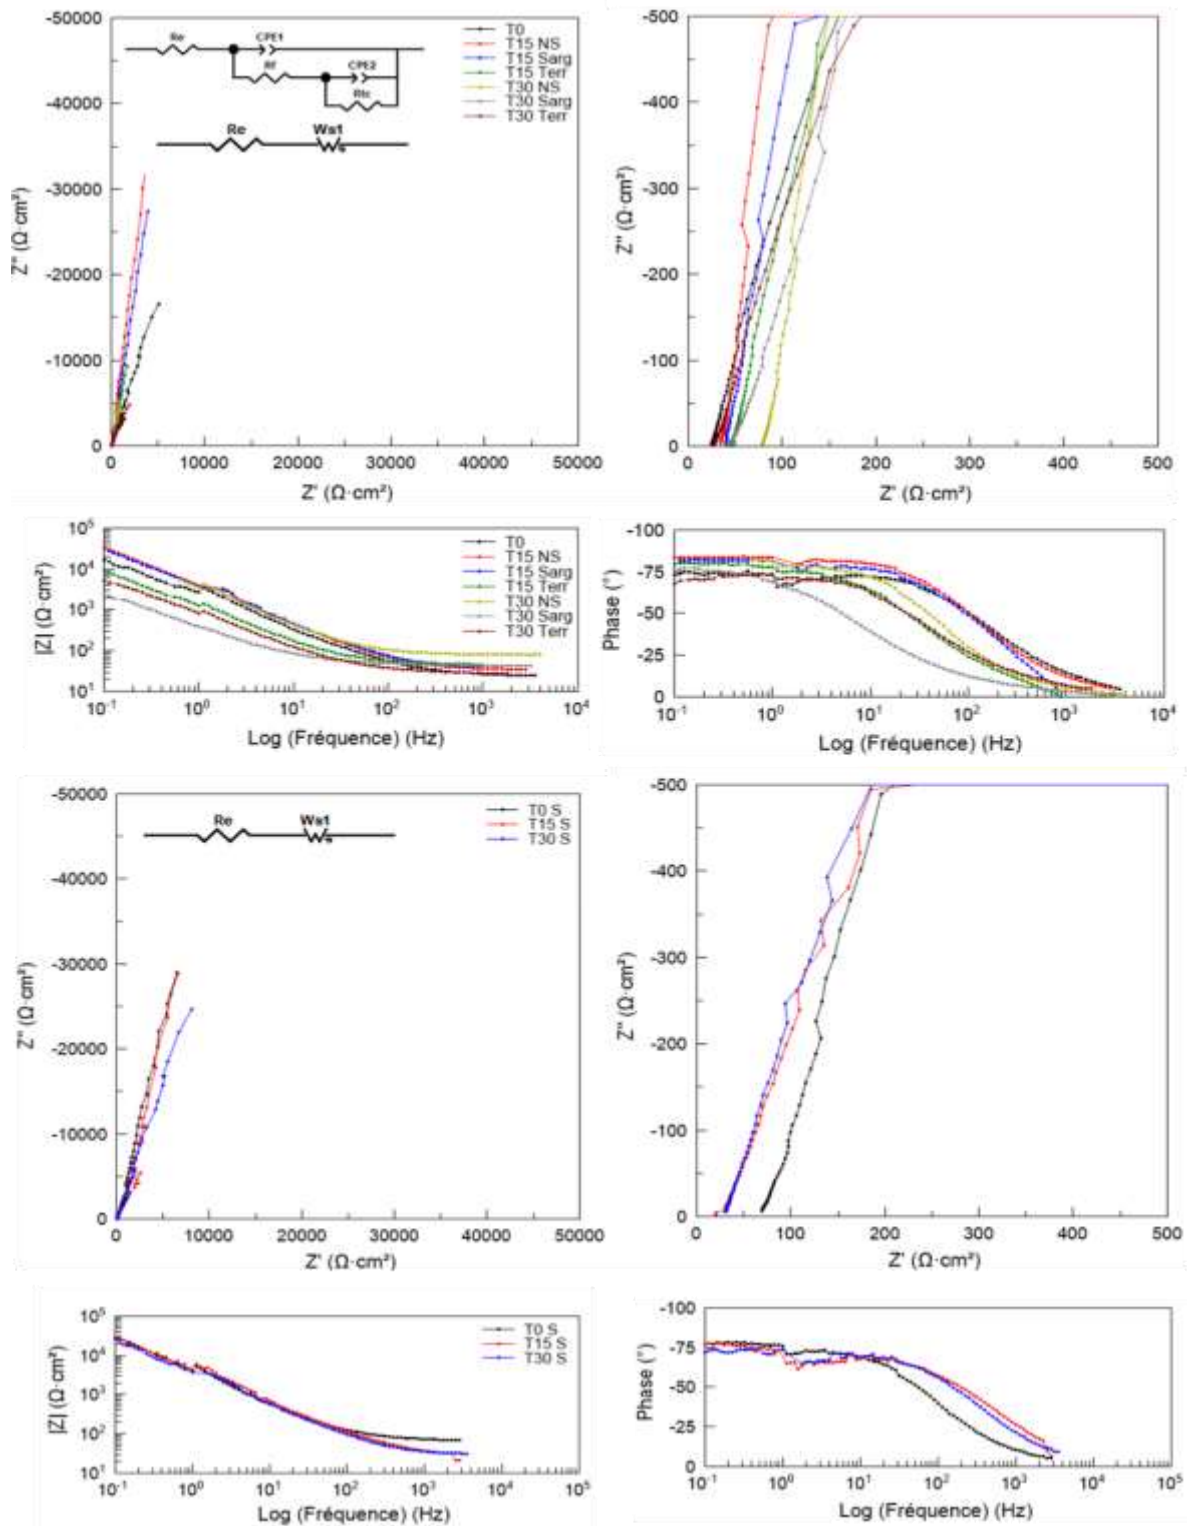 -50000
-40000
-30000
-20000
-10000
0
Z'' (Ω·cm²)
Re
CPE1
Rf
CPE2
Rtc
Re
Ws1
T0
T15 NS
T15 Sarg
T15 Terr
T30 NS
T30 Sarg
T30 Terr
0 10000 20000 30000 40000 50000
Z' (Ω·cm²)
-500
-400
-300
-200
-100
0
Z'' (Ω·cm²)
0 100 200 300 400 500
Z' (Ω·cm²)
10⁵
10⁴
10³
10²
10¹
|Z| (Ω·cm²)
T0
T15 NS
T15 Sarg
T15 Terr
T30 NS
T30 Sarg
T30 Terr
10⁻¹ 10⁰ 10¹ 10² 10³ 10⁴
Log (Fréquence) (Hz)
-100
-75
-50
-25
0
Phase (°)
10⁻¹ 10⁰ 10¹ 10² 10³ 10⁴
Log (Fréquence) (Hz)
-50000
-40000
-30000
-20000
-10000
0
Z'' (Ω·cm²)
Re
Ws1
T0 S
T15 S
T30 S
0 10000 20000 30000 40000 50000
Z' (Ω·cm²)
-500
-400
-300
-200
-100
0
Z'' (Ω·cm²)
0 100 200 300 400 500
Z' (Ω·cm²)
10⁵
10⁴
10³
10²
10¹
|Z| (Ω·cm²)
T0 S
T15 S
T30 S
10⁻¹ 10⁰ 10¹ 10² 10³ 10⁴ 10⁵
Log (Fréquence) (Hz)
-100
-75
-50
-25
0
Phase (°)
10⁻¹ 10⁰ 10¹ 10² 10³ 10⁴ 10⁵
Log (Fréquence) (Hz)